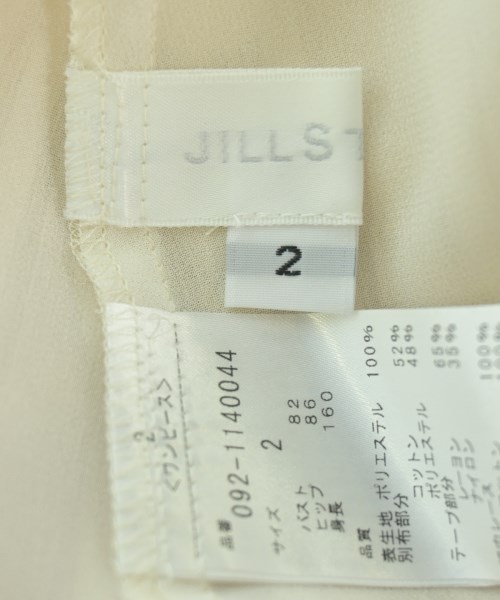 JILLST
2
2
<ワンピース>
品番 092-1140044
サイズ 2
バスト 82
ヒップ 86
身長 160
品質
表生地 ポリエステル 100%
別布部分 コットン 52%
ポリエステル 48%
テープ部分 レーヨン 65%
ナイロン 35%
100%